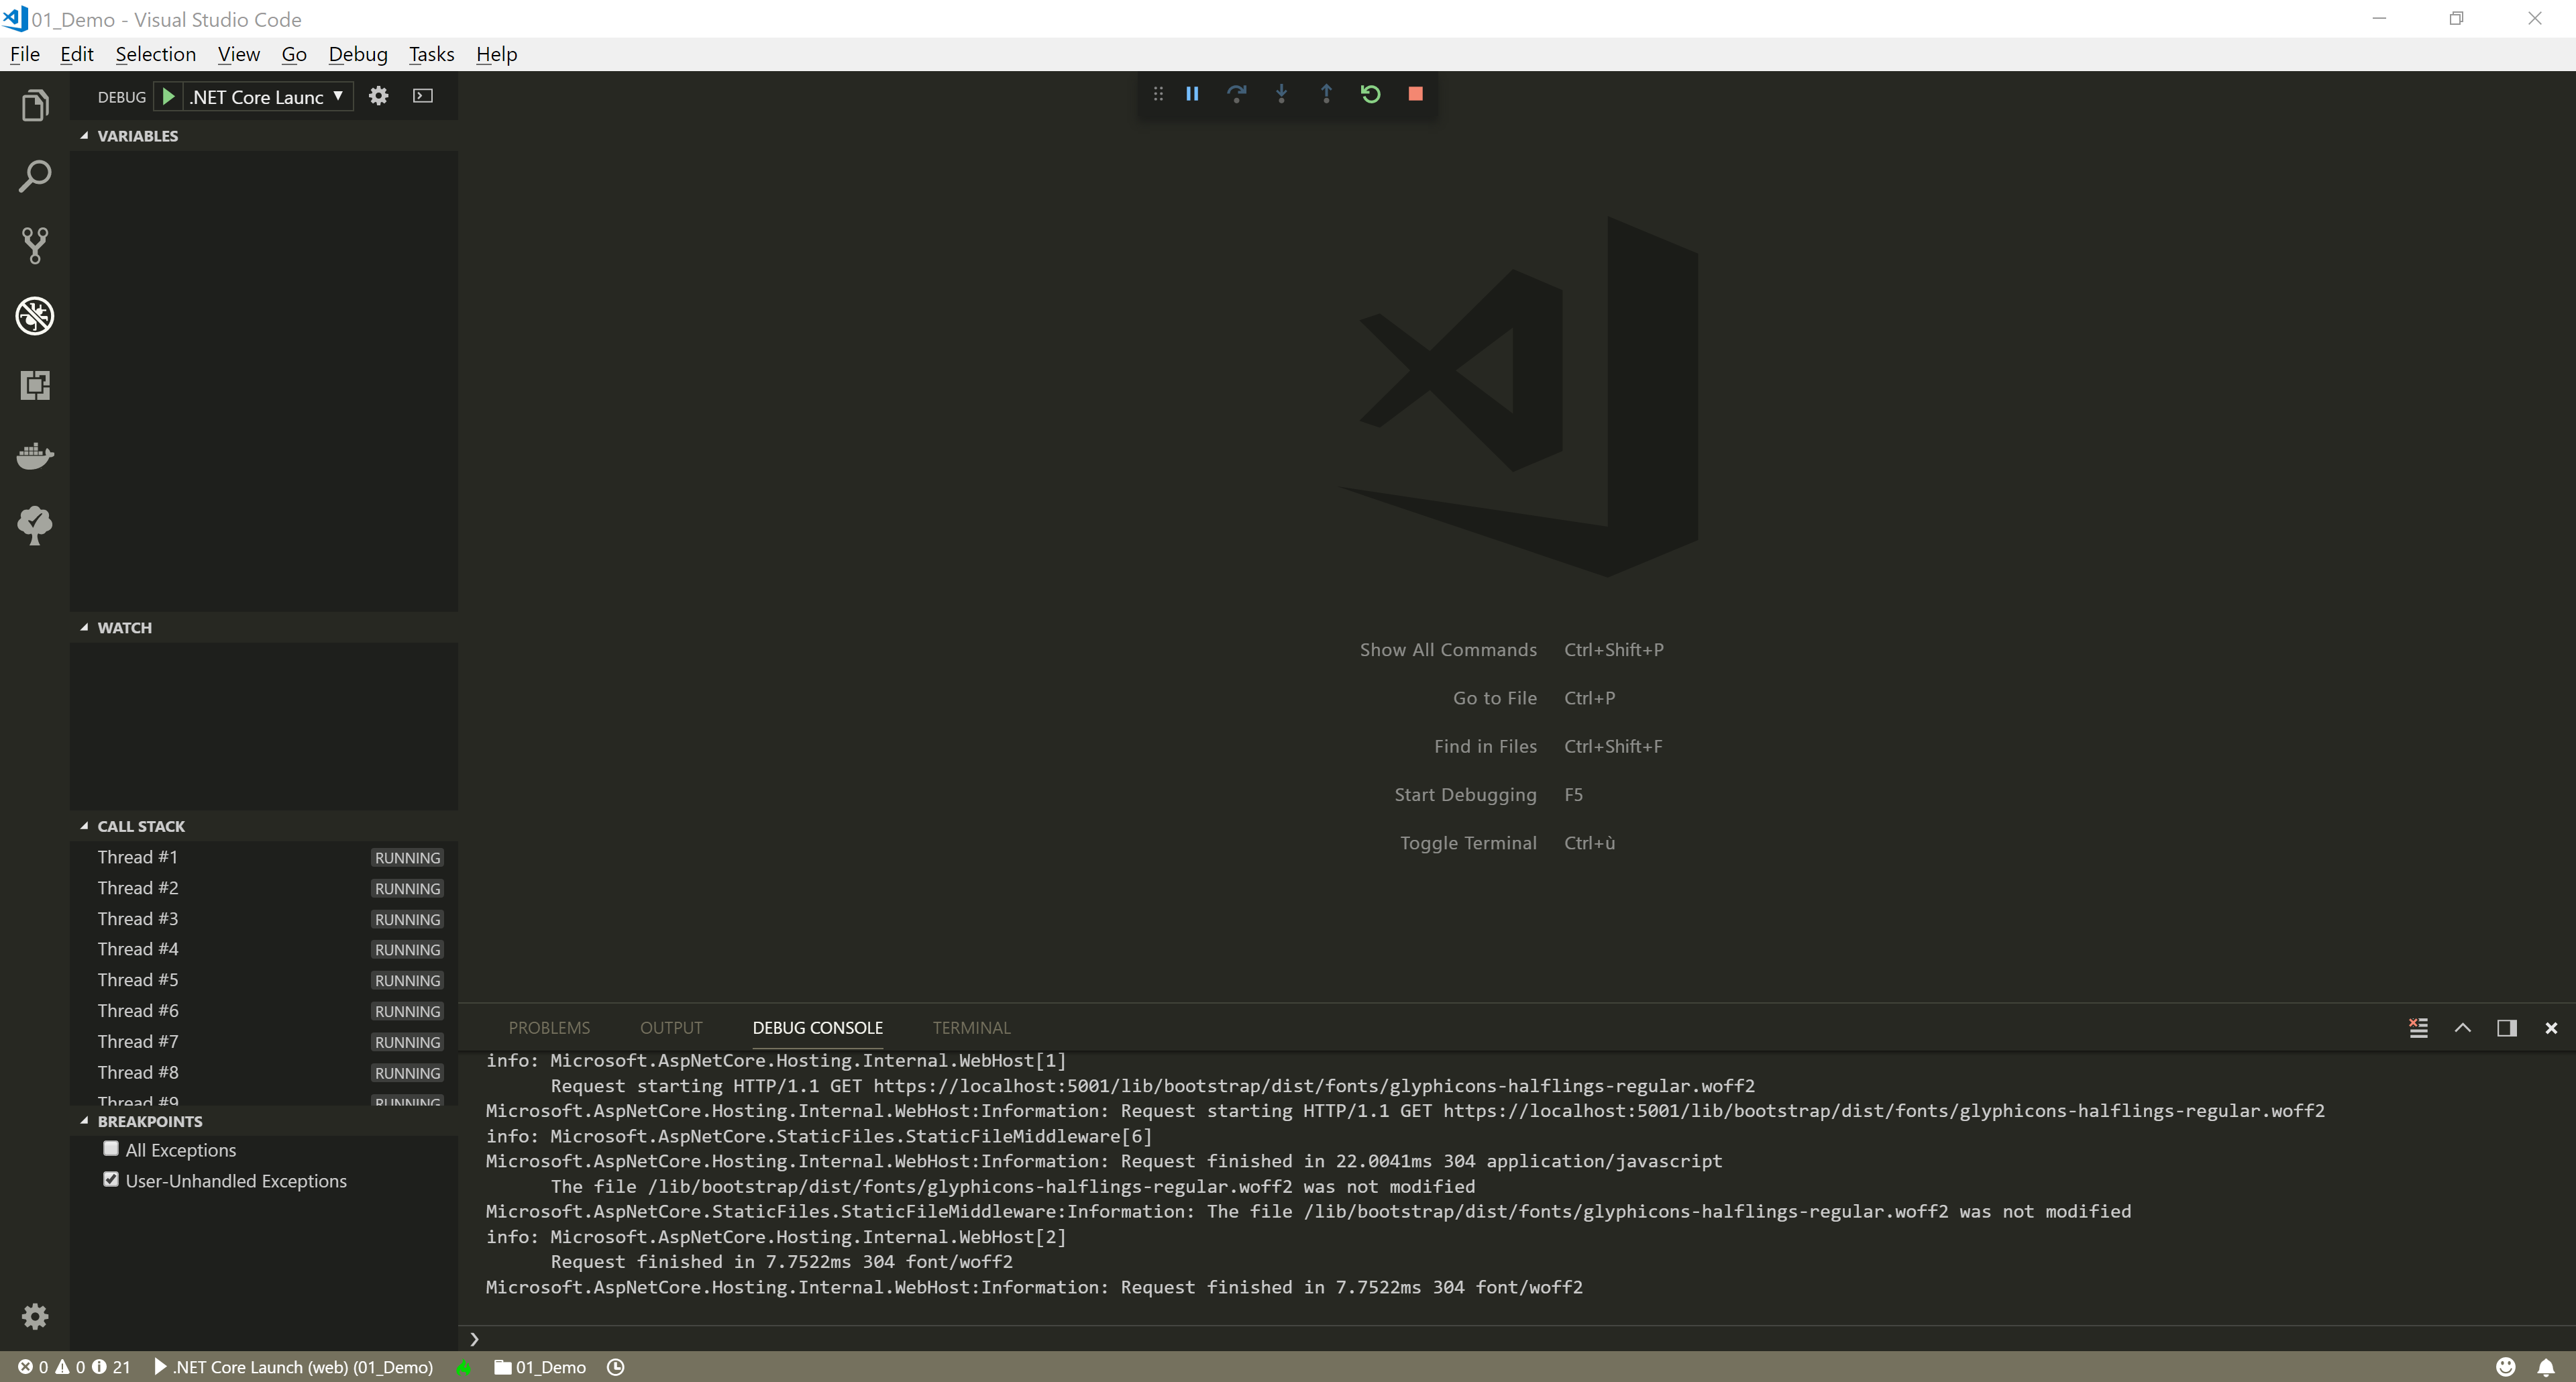 01_Demo - Visual Studio Code
File Edit Selection View Go Debug Tasks Help
DEBUG .NET Core Launc
VARIABLES
WATCH
CALL STACK
Thread #1 RUNNING
Thread #2 RUNNING
Thread #3 RUNNING
Thread #4 RUNNING
Thread #5 RUNNING
Thread #6 RUNNING
Thread #7 RUNNING
Thread #8 RUNNING
Thread #9 RUNNING
BREAKPOINTS
All Exceptions
User-Unhandled Exceptions
Show All Commands Ctrl+Shift+P
Go to File Ctrl+P
Find in Files Ctrl+Shift+F
Start Debugging F5
Toggle Terminal Ctrl+ù
PROBLEMS OUTPUT DEBUG CONSOLE TERMINAL
info: Microsoft.AspNetCore.Hosting.Internal.WebHost[1]
Request starting HTTP/1.1 GET https://localhost:5001/lib/bootstrap/dist/fonts/glyphicons-halflings-regular.woff2
Microsoft.AspNetCore.Hosting.Internal.WebHost:Information: Request starting HTTP/1.1 GET https://localhost:5001/lib/bootstrap/dist/fonts/glyphicons-halflings-regular.woff2
info: Microsoft.AspNetCore.StaticFiles.StaticFileMiddleware[6]
Microsoft.AspNetCore.Hosting.Internal.WebHost:Information: Request finished in 22.0041ms 304 application/javascript
The file /lib/bootstrap/dist/fonts/glyphicons-halflings-regular.woff2 was not modified
Microsoft.AspNetCore.StaticFiles.StaticFileMiddleware:Information: The file /lib/bootstrap/dist/fonts/glyphicons-halflings-regular.woff2 was not modified
info: Microsoft.AspNetCore.Hosting.Internal.WebHost[2]
Request finished in 7.7522ms 304 font/woff2
Microsoft.AspNetCore.Hosting.Internal.WebHost:Information: Request finished in 7.7522ms 304 font/woff2
0 0 21 .NET Core Launch (web) (01_Demo) 01_Demo